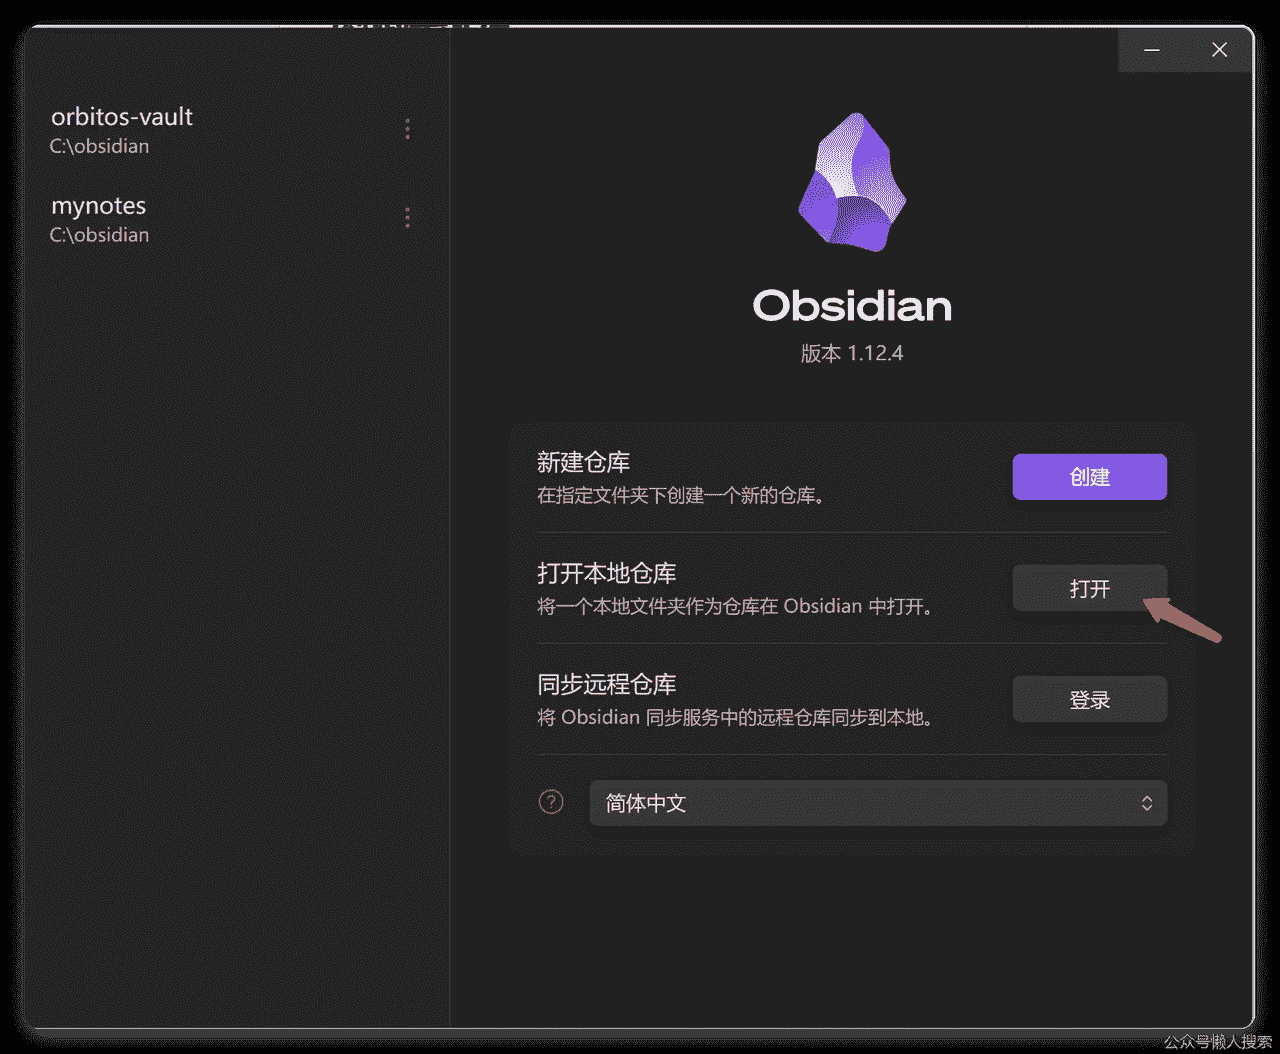 orbitos-vault
C:\obsidian
mynotes
C:\obsidian
Obsidian
版本 1.12.4
新建仓库
在指定文件夹下创建一个新的仓库。
创建
打开本地仓库
将一个本地文件夹作为仓库在 Obsidian 中打开。
打开
同步远程仓库
将 Obsidian 同步服务中的远程仓库同步到本地。
登录
?
简体中文
公众号懒人搜索